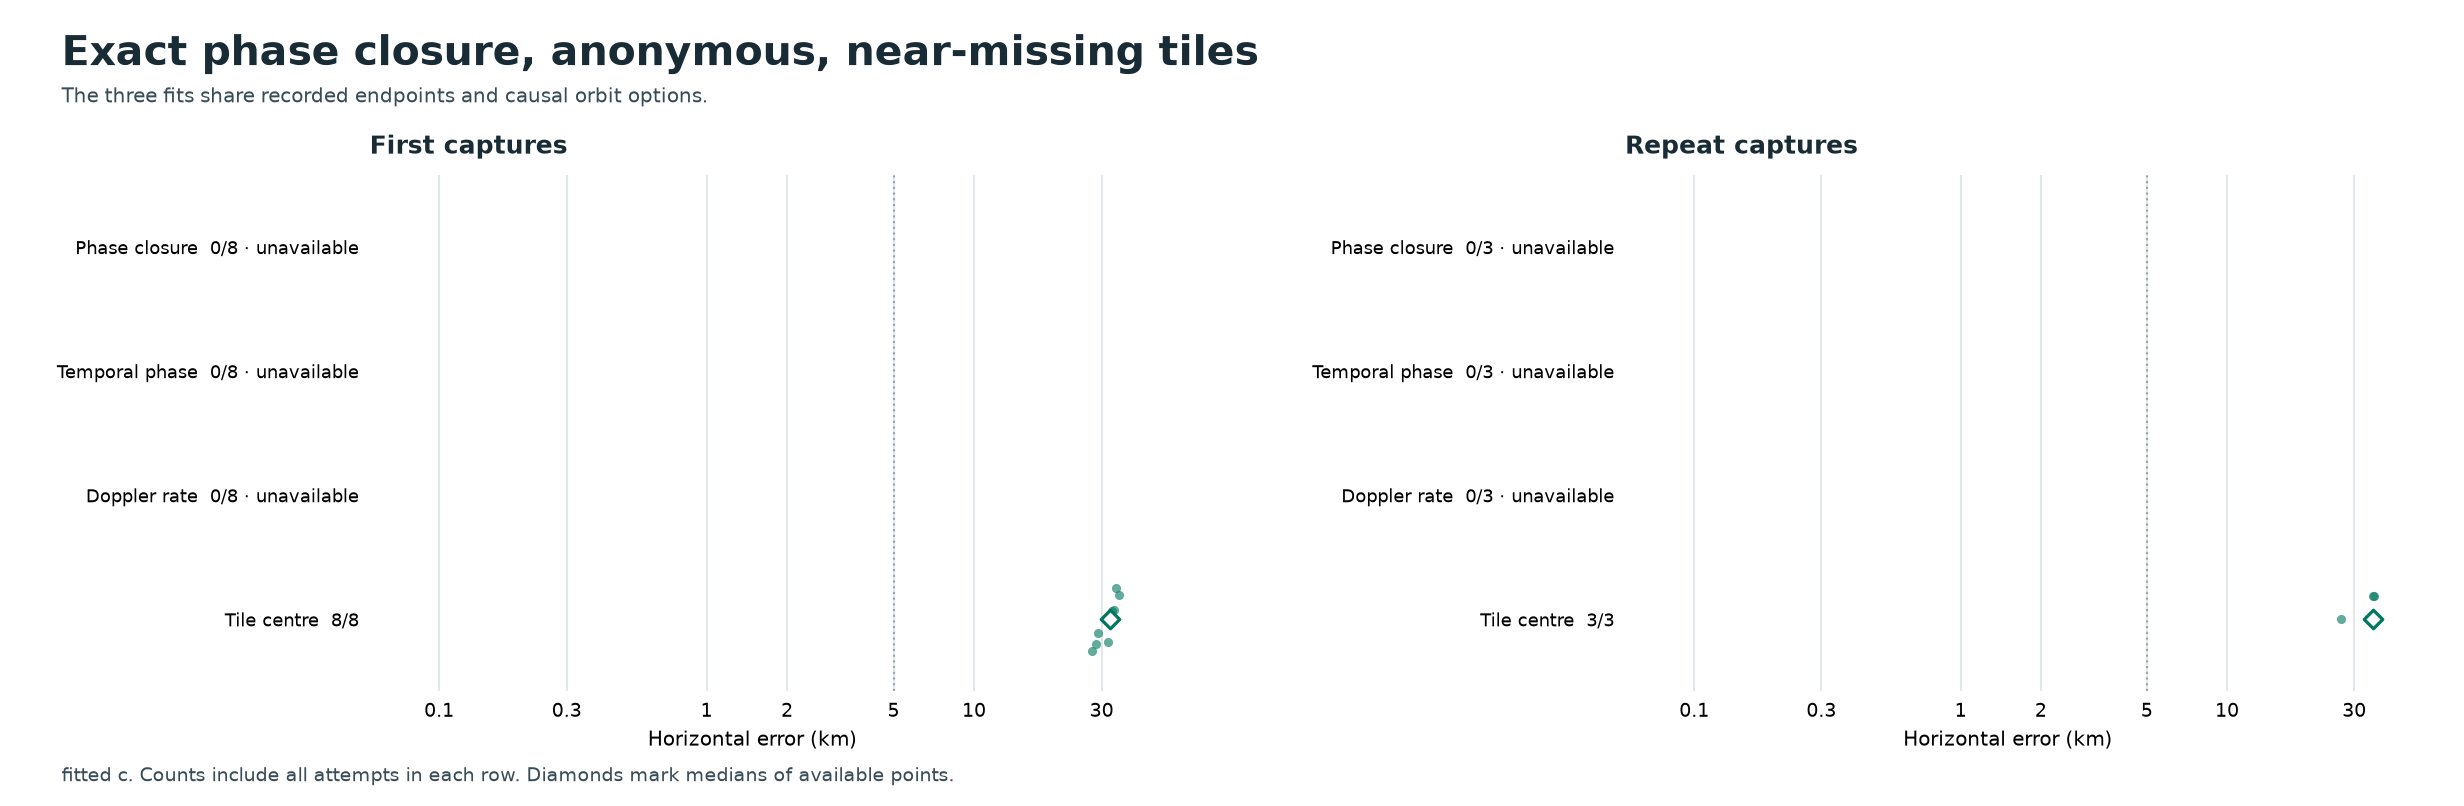 Exact phase closure, anonymous, near-missing tiles
The three fits share recorded endpoints and causal orbit options.
First captures
Phase closure 0/8 · unavailable
Temporal phase 0/8 · unavailable
Doppler rate 0/8 · unavailable
Tile centre 8/8
0.1 0.3 1 2 5 10 30
Horizontal error (km)
Repeat captures
Phase closure 0/3 · unavailable
Temporal phase 0/3 · unavailable
Doppler rate 0/3 · unavailable
Tile centre 3/3
0.1 0.3 1 2 5 10 30
Horizontal error (km)
fitted c. Counts include all attempts in each row. Diamonds mark medians of available points.